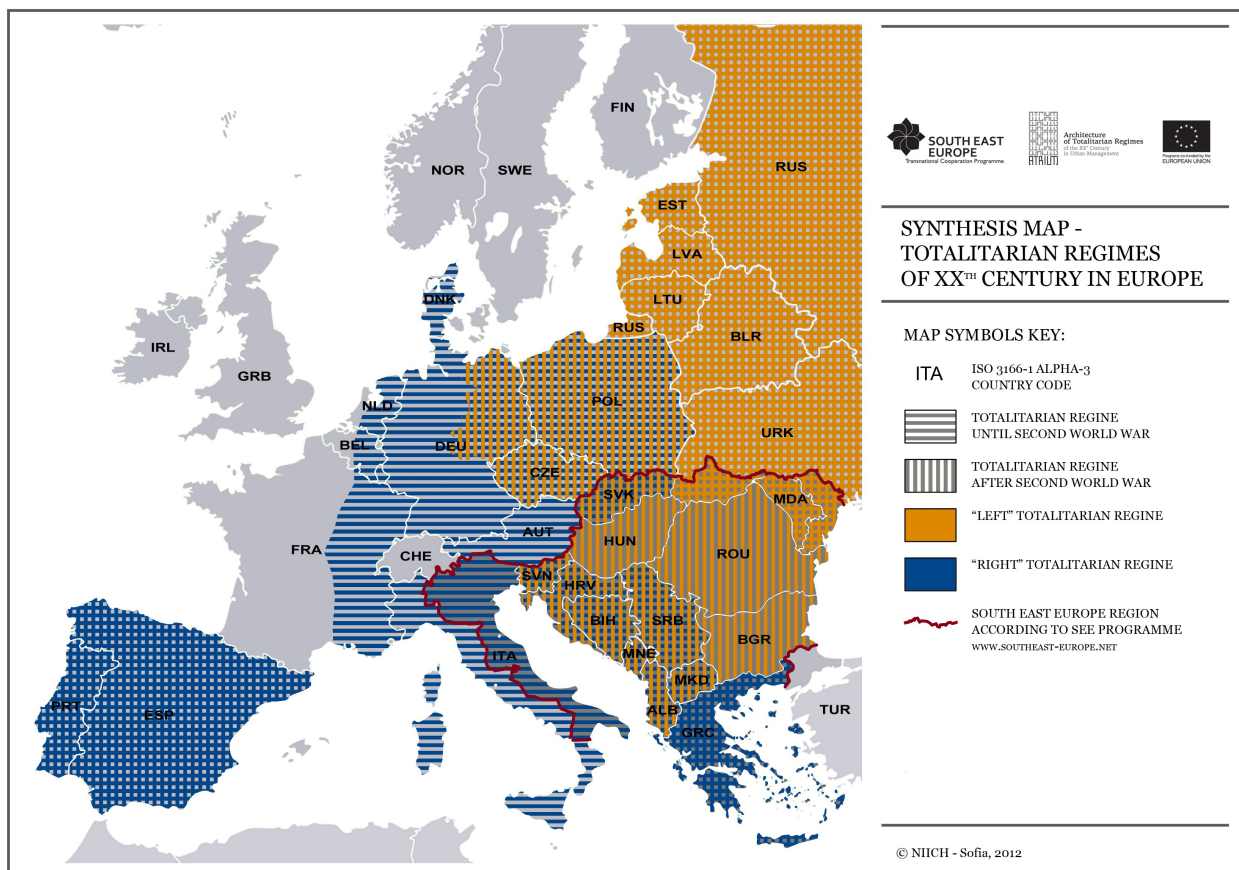 FIN
RUS
NOR
SWE
EST
LVA
LTU
DNK
RUS
BLR
IRL
GRB
NLD
POL
BEL
DEU
URK
CZE
SVK
MDA
AUT
FRA
CHE
HUN
ROU
SVN
HRV
BIH
SRB
BGR
ITA
MNE
MKD
PRT
ESP
ALB
TUR
GRC
SOUTH EAST
EUROPE
Transnational Cooperation Programme
ATRIUM
Architecture
of Totalitarian Regimes
of the XXᵗʰ Century
in Urban Management
Programme co-funded by the
EUROPEAN UNION
SYNTHESIS MAP -
TOTALITARIAN REGIMES
OF XXTH CENTURY IN EUROPE
MAP SYMBOLS KEY:
ITA
ISO 3166-1 ALPHA-3
COUNTRY CODE
TOTALITARIAN REGINE
UNTIL SECOND WORLD WAR
TOTALITARIAN REGINE
AFTER SECOND WORLD WAR
“LEFT” TOTALITARIAN REGIME
“RIGHT” TOTALITARIAN REGIME
SOUTH EAST EUROPE REGION
ACCORDING TO SEE PROGRAMME
WWW.SOUTHEAST-EUROPE.NET
© NIICH - Sofia, 2012